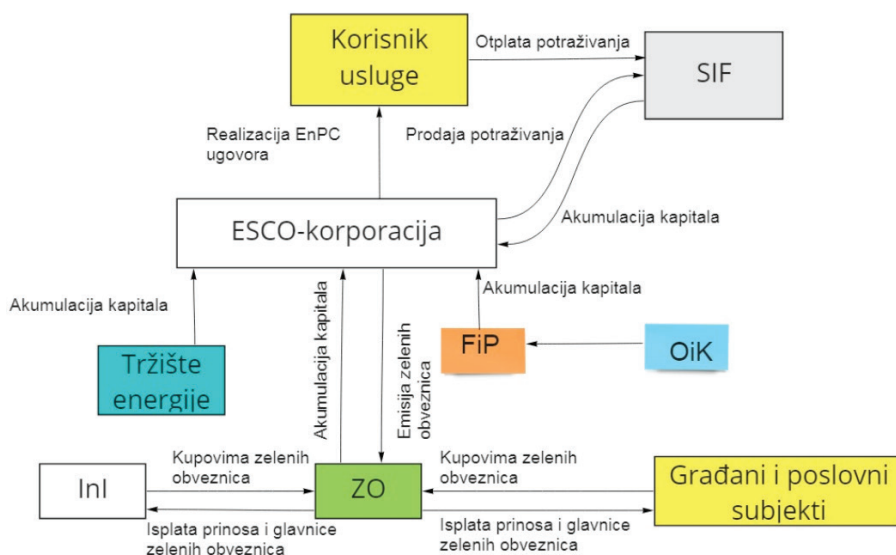 Korisnik
usluge
Otplata potraživanja
SIF
Realizacija EnPC
ugovora
Prodaja potraživanja
ESCO-korporacija
Akumulacija kapitala
Akumulacija kapitala
Akumulacija kapitala
Emisija zelenih
obveznica
Akumulacija kapitala
FiP
OiK
Tržište
energije
Kupovima zelenih
obveznica
Kupovima zelenih
obveznica
InI
ZO
Građani i poslovni
subjekti
Isplata prinosa i glavnice
zelenih obveznica
Isplata prinosa i glavnice
zelenih obveznica